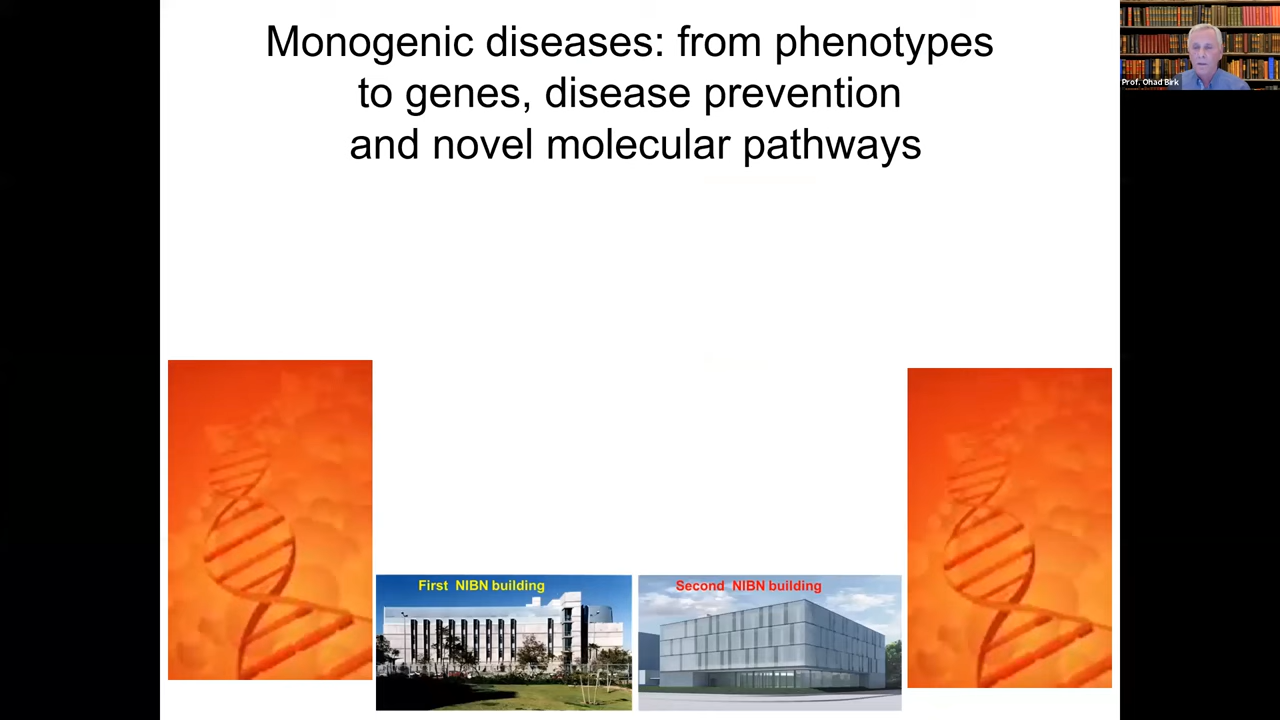 Monogenic diseases: from phenotypes
to genes, disease prevention
and novel molecular pathways
Prof. Ohad Birk
First NIBN building
Second NIBN building